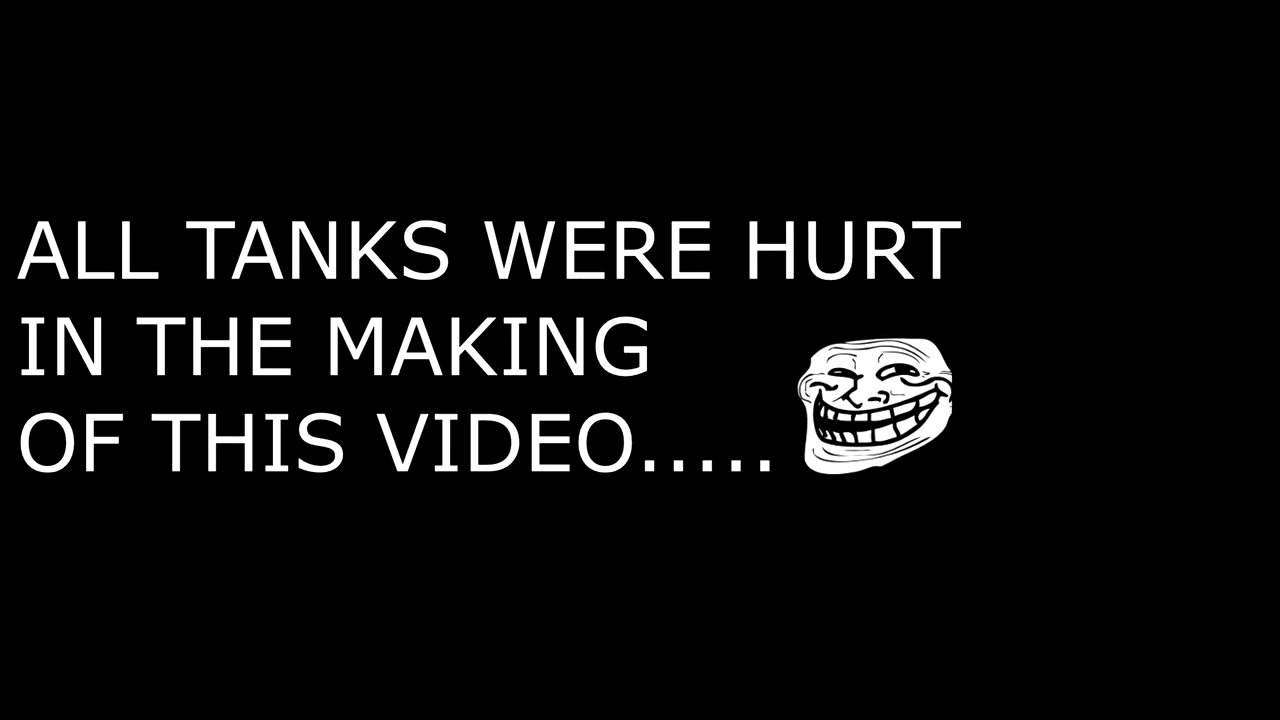 ALL TANKS WERE HURT
IN THE MAKING
OF THIS VIDEO.....